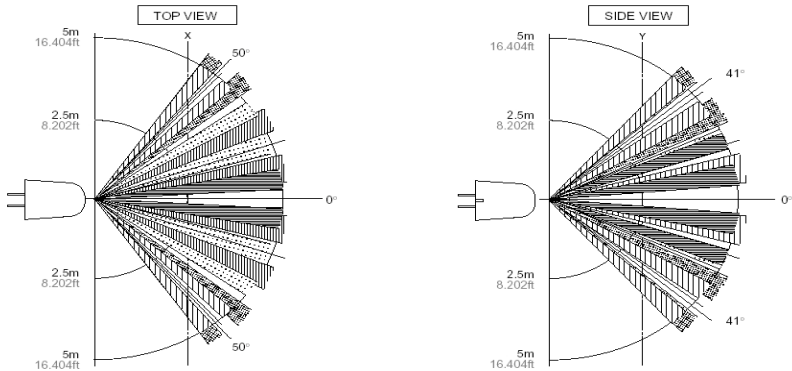 TOP VIEW
X
5m
16.404ft
50°
2.5m
8.202ft
0°
2.5m
8.202ft
5m
16.404ft
50°
SIDE VIEW
Y
5m
16.404ft
41°
2.5m
8.202ft
0°
2.5m
8.202ft
41°
5m
16.404ft